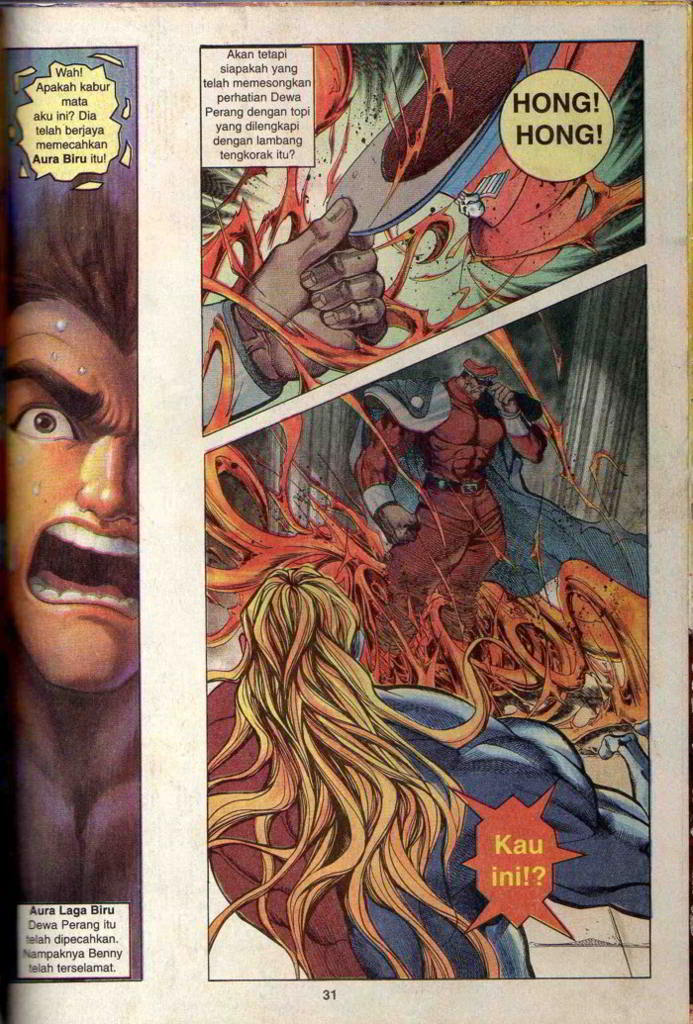 Wah!
Apakah kabur
mata
aku ini? Dia
telah berjaya
memecahkan
Aura Biru itu!
Aura Laga Biru
Dewa Perang itu
telah dipecahkan.
Nampaknya Benny
telah terselamat.
Akan tetapi
siapakah yang
telah memesongkan
perhatian Dewa
Perang dengan topi
yang dilengkapi
dengan lambang
tengkorak itu?
HONG!
HONG!
Kau
ini!?
31